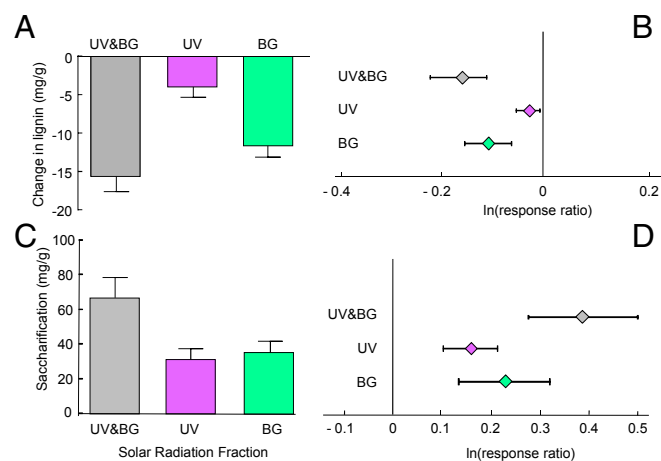 A
UV&BG UV BG
0
-5
-10
-15
-20
Change in lignin (mg/g)
B
UV&BG
UV
BG
- 0.4 -0.2 0 0.2
ln(response ratio)
C
100
80
60
40
20
0
Saccharification (mg/g)
UV&BG UV BG
Solar Radiation Fraction
D
UV&BG
UV
BG
- 0.1 0 0.1 0.2 0.3 0.4 0.5
ln(response ratio)